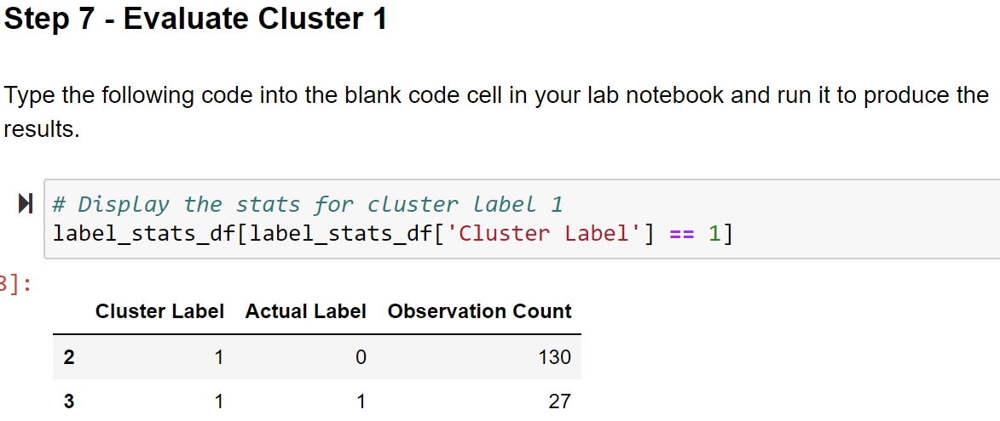 Step 7 - Evaluate Cluster 1
Type the following code into the blank code cell in your lab notebook and run it to produce the
results.
# Display the stats for cluster label 1
label_stats_df[label_stats_df['Cluster Label'] == 1]
8]:
Cluster Label Actual Label Observation Count
2 1 0 130
3 1 1 27